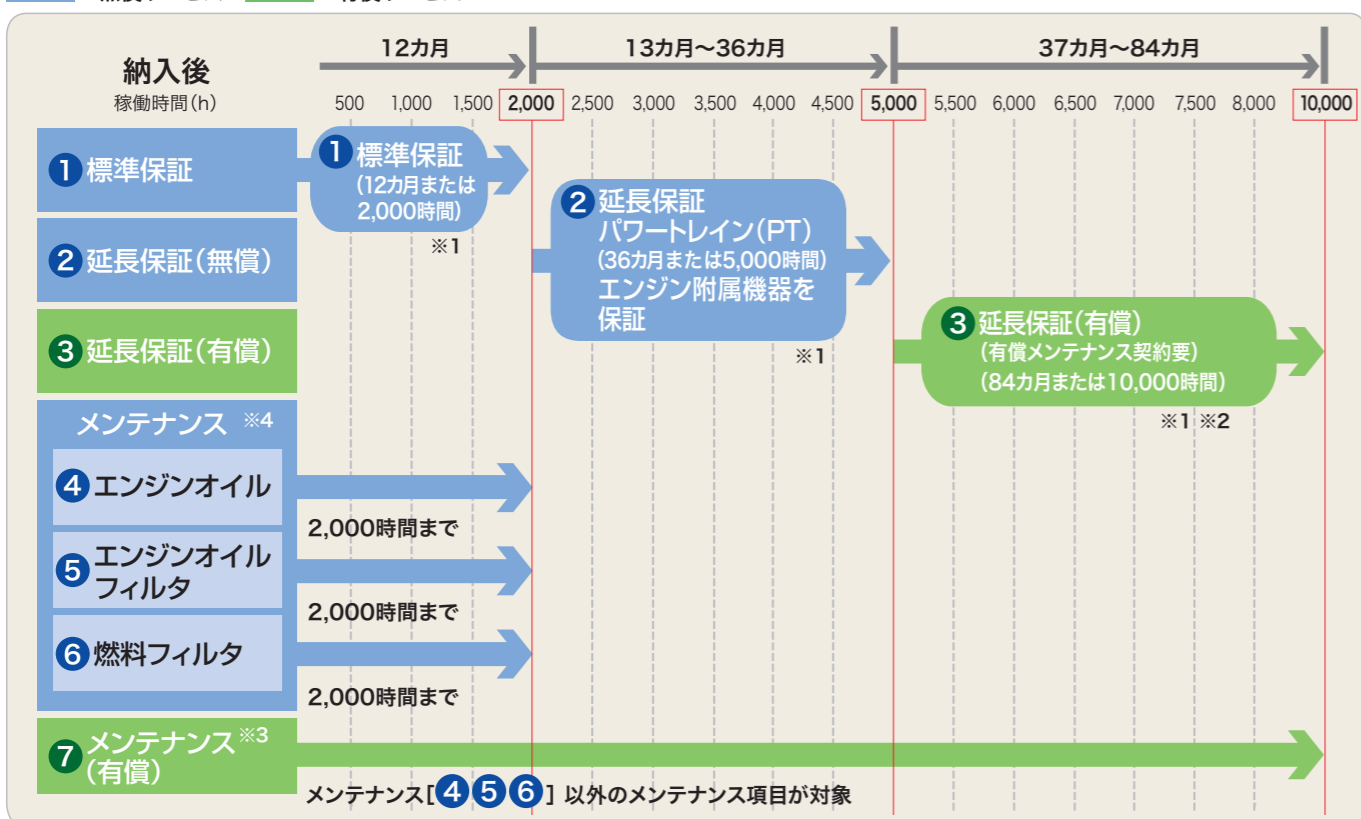 12カ月
13カ月〜36カ月
37カ月〜84カ月
納入後
稼働時間(h)
500 1,000 1,500 2,000 2,500 3,000 3,500 4,000 4,500 5,000 5,500 6,000 6,500 7,000 7,500 8,000 10,000
1 標準保証
1 標準保証
(12カ月または
2,000時間)
※1
2 延長保証(無償)
2 延長保証
パワートレイン(PT)
(36カ月または5,000時間)
エンジン附属機器を
保証
※1
3 延長保証(有償)
3 延長保証(有償)
(有償メンテナンス契約要)
(84カ月または10,000時間)
※1 ※2
メンテナンス ※4
4 エンジンオイル
2,000時間まで
5 エンジンオイル
フィルタ
2,000時間まで
6 燃料フィルタ
2,000時間まで
7 メンテナンス※3
(有償)
メンテナンス[4 5 6] 以外のメンテナンス項目が対象